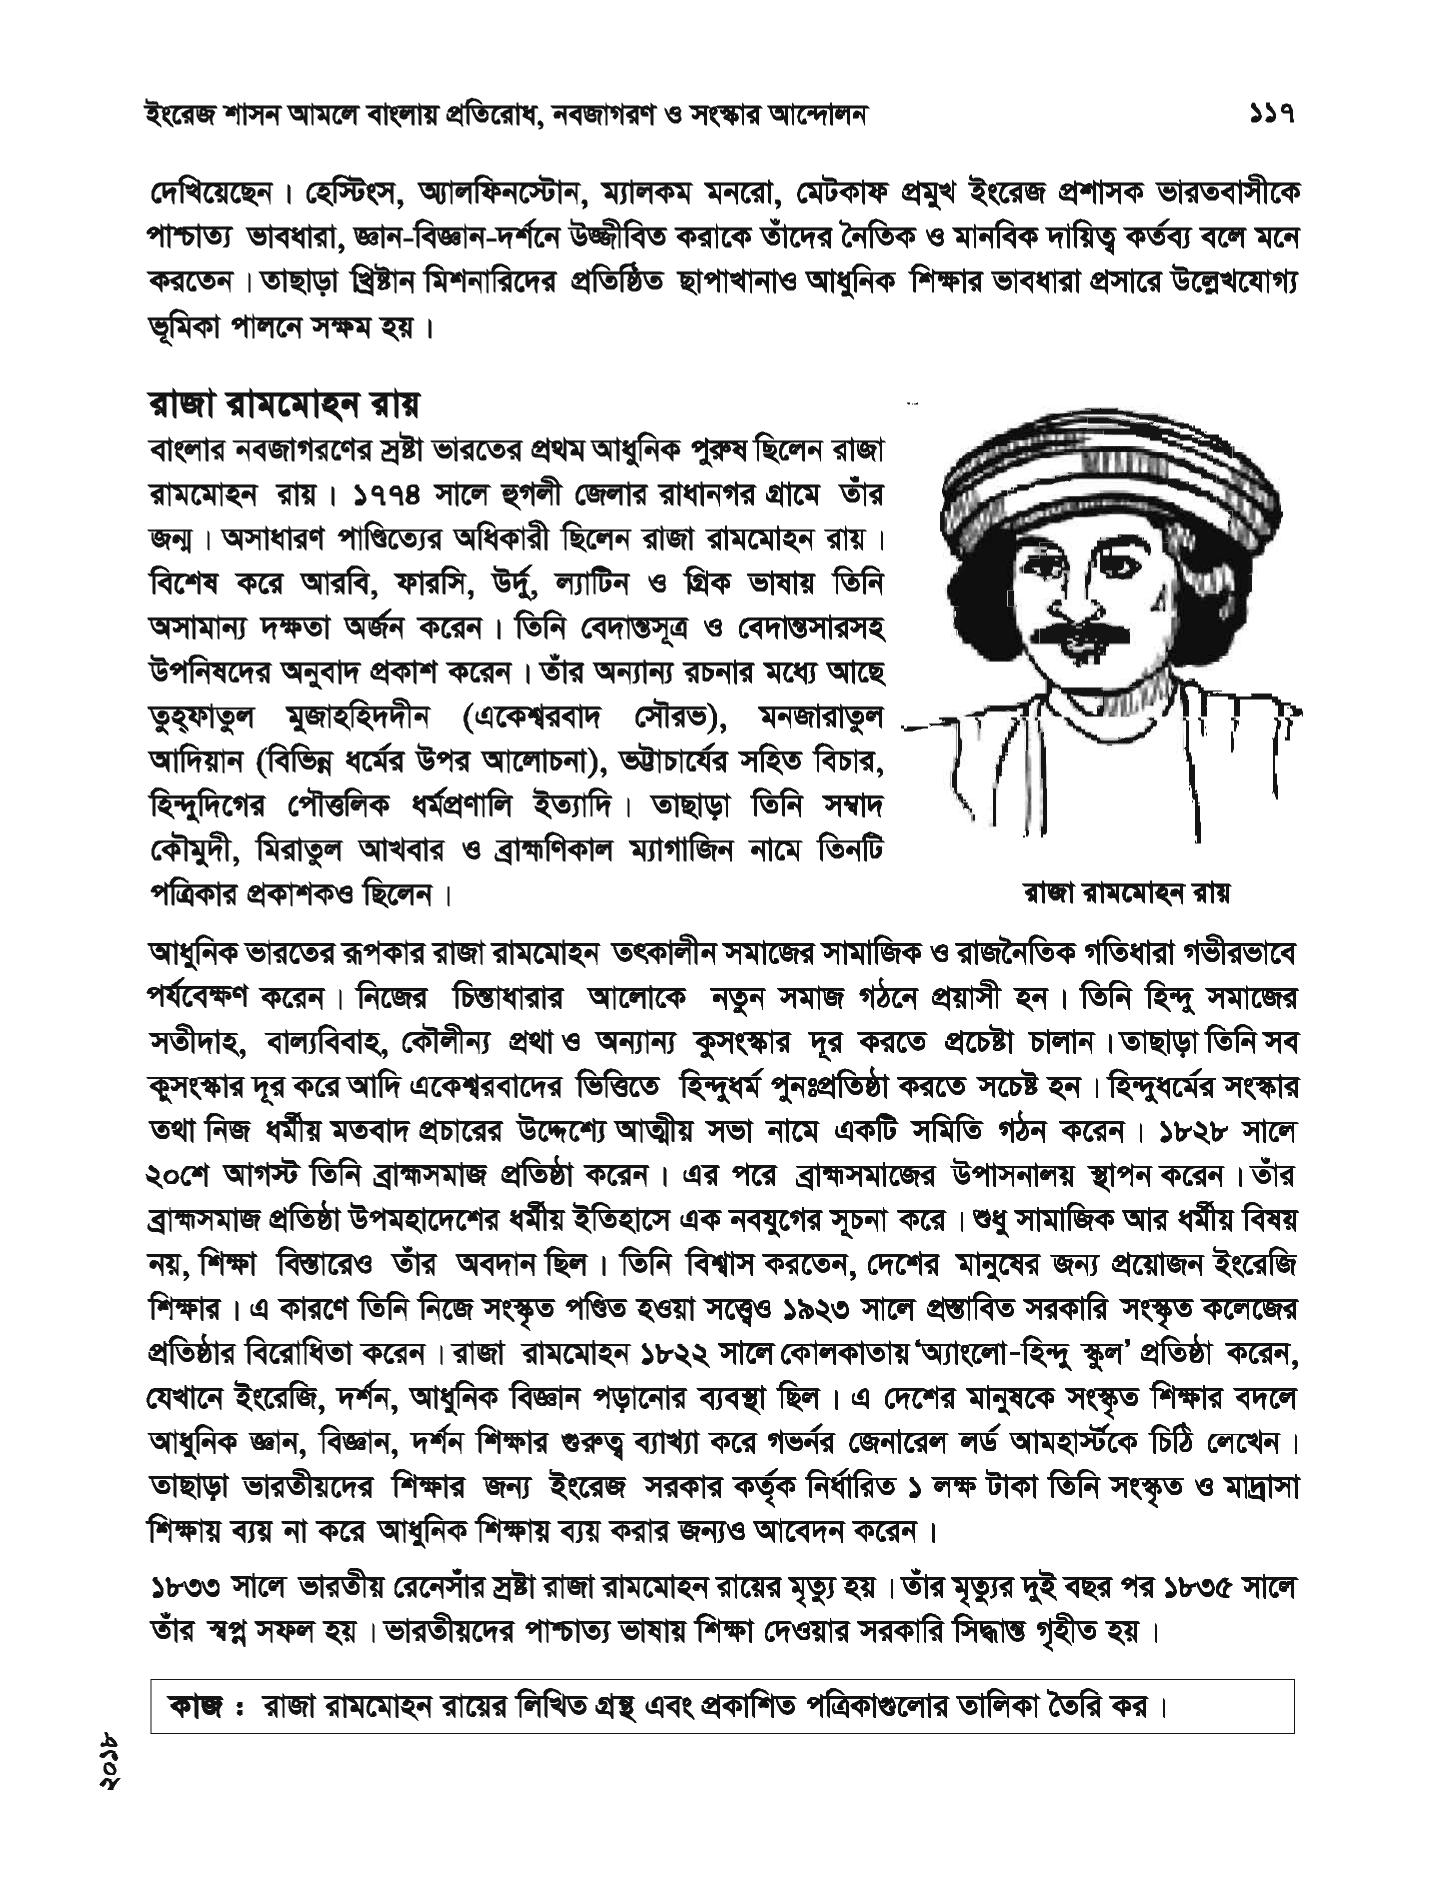 ইংরেজ শাসন আমলে বাংলায় প্রতিরোধ, নবজাগরণ ও সংস্কার আন্দোলন ১১৭
দেখিয়েছেন। হেস্টিংস, অ্যালফিনস্টোন, ম্যালকম মনরো, মেটকাফ প্রমুখ ইংরেজ প্রশাসক ভারতবাসীকে
পাশ্চাত্য ভাবধারা, জ্ঞান-বিজ্ঞান-দর্শনে উজ্জীবিত করাকে তাঁদের নৈতিক ও মানবিক দায়িত্ব কর্তব্য বলে মনে
করতেন। তাছাড়া খ্রিষ্টান মিশনারিদের প্রতিষ্ঠিত ছাপাখানাও আধুনিক শিক্ষার ভাবধারা প্রসারে উল্লেখযোগ্য
ভূমিকা পালনে সক্ষম হয়।
রাজা রামমোহন রায়
বাংলার নবজাগরণের স্রষ্টা ভারতের প্রথম আধুনিক পুরুষ ছিলেন রাজা
রামমোহন রায়। ১৭৭৪ সালে হুগলী জেলার রাধানগর গ্রামে তাঁর
জন্ম। অসাধারণ পাণ্ডিত্যের অধিকারী ছিলেন রাজা রামমোহন রায়।
বিশেষ করে আরবি, ফারসি, উর্দু, ল্যাটিন ও গ্রিক ভাষায় তিনি
অসামান্য দক্ষতা অর্জন করেন। তিনি বেদান্তসূত্র ও বেদান্তসারসহ
উপনিষদের অনুবাদ প্রকাশ করেন। তাঁর অন্যান্য রচনার মধ্যে আছে
তুহ্ফাতুল মুজাহহিদদীন (একেশ্বরবাদ সৌরভ), মনজারাতুল
আদিয়ান (বিভিন্ন ধর্মের উপর আলোচনা), ভট্টাচার্যের সহিত বিচার,
হিন্দুদিগের পৌত্তলিক ধর্মপ্রণালি ইত্যাদি। তাছাড়া তিনি সম্বাদ
কৌমুদী, মিরাতুল আখবার ও ব্রাহ্মণিকাল ম্যাগাজিন নামে তিনটি
পত্রিকার প্রকাশকও ছিলেন।
রাজা রামমোহন রায়
আধুনিক ভারতের রূপকার রাজা রামমোহন তৎকালীন সমাজের সামাজিক ও রাজনৈতিক গতিধারা গভীরভাবে
পর্যবেক্ষণ করেন। নিজের চিন্তাধারার আলোকে নতুন সমাজ গঠনে প্রয়াসী হন। তিনি হিন্দু সমাজের
সতীদাহ, বাল্যবিবাহ, কৌলীন্য প্রথা ও অন্যান্য কুসংস্কার দূর করতে প্রচেষ্টা চালান। তাছাড়া তিনি সব
কুসংস্কার দূর করে আদি একেশ্বরবাদের ভিত্তিতে হিন্দুধর্ম পুনঃপ্রতিষ্ঠা করতে সচেষ্ট হন। হিন্দুধর্মের সংস্কার
তথা নিজ ধর্মীয় মতবাদ প্রচারের উদ্দেশ্যে আত্মীয় সভা নামে একটি সমিতি গঠন করেন। ১৮২৮ সালে
২০শে আগস্ট তিনি ব্রাহ্মসমাজ প্রতিষ্ঠা করেন। এর পরে ব্রাহ্মসমাজের উপাসনালয় স্থাপন করেন। তাঁর
ব্রাহ্মসমাজ প্রতিষ্ঠা উপমহাদেশের ধর্মীয় ইতিহাসে এক নবযুগের সূচনা করে। শুধু সামাজিক আর ধর্মীয় বিষয়
নয়, শিক্ষা বিস্তারেও তাঁর অবদান ছিল। তিনি বিশ্বাস করতেন, দেশের মানুষের জন্য প্রয়োজন ইংরেজি
শিক্ষার। এ কারণে তিনি নিজে সংস্কৃত পণ্ডিত হওয়া সত্ত্বেও ১৯২৩ সালে প্রস্তাবিত সরকারি সংস্কৃত কলেজের
প্রতিষ্ঠার বিরোধিতা করেন। রাজা রামমোহন ১৮২২ সালে কোলকাতায় ‘অ্যাংলো-হিন্দু স্কুল’ প্রতিষ্ঠা করেন,
যেখানে ইংরেজি, দর্শন, আধুনিক বিজ্ঞান পড়ানোর ব্যবস্থা ছিল। এ দেশের মানুষকে সংস্কৃত শিক্ষার বদলে
আধুনিক জ্ঞান, বিজ্ঞান, দর্শন শিক্ষার গুরুত্ব ব্যাখ্যা করে গভর্নর জেনারেল লর্ড আমহার্স্টকে চিঠি লেখেন।
তাছাড়া ভারতীয়দের শিক্ষার জন্য ইংরেজ সরকার কর্তৃক নির্ধারিত ১ লক্ষ টাকা তিনি সংস্কৃত ও মাদ্রাসা
শিক্ষায় ব্যয় না করে আধুনিক শিক্ষায় ব্যয় করার জন্যও আবেদন করেন।
১৮৩৩ সালে ভারতীয় রেনেসাঁর স্রষ্টা রাজা রামমোহন রায়ের মৃত্যু হয়। তাঁর মৃত্যুর দুই বছর পর ১৮৩৫ সালে
তাঁর স্বপ্ন সফল হয়। ভারতীয়দের পাশ্চাত্য ভাষায় শিক্ষা দেওয়ার সরকারি সিদ্ধান্ত গৃহীত হয়।
কাজ : রাজা রামমোহন রায়ের লিখিত গ্রন্থ এবং প্রকাশিত পত্রিকাগুলোর তালিকা তৈরি কর।
২০১৮